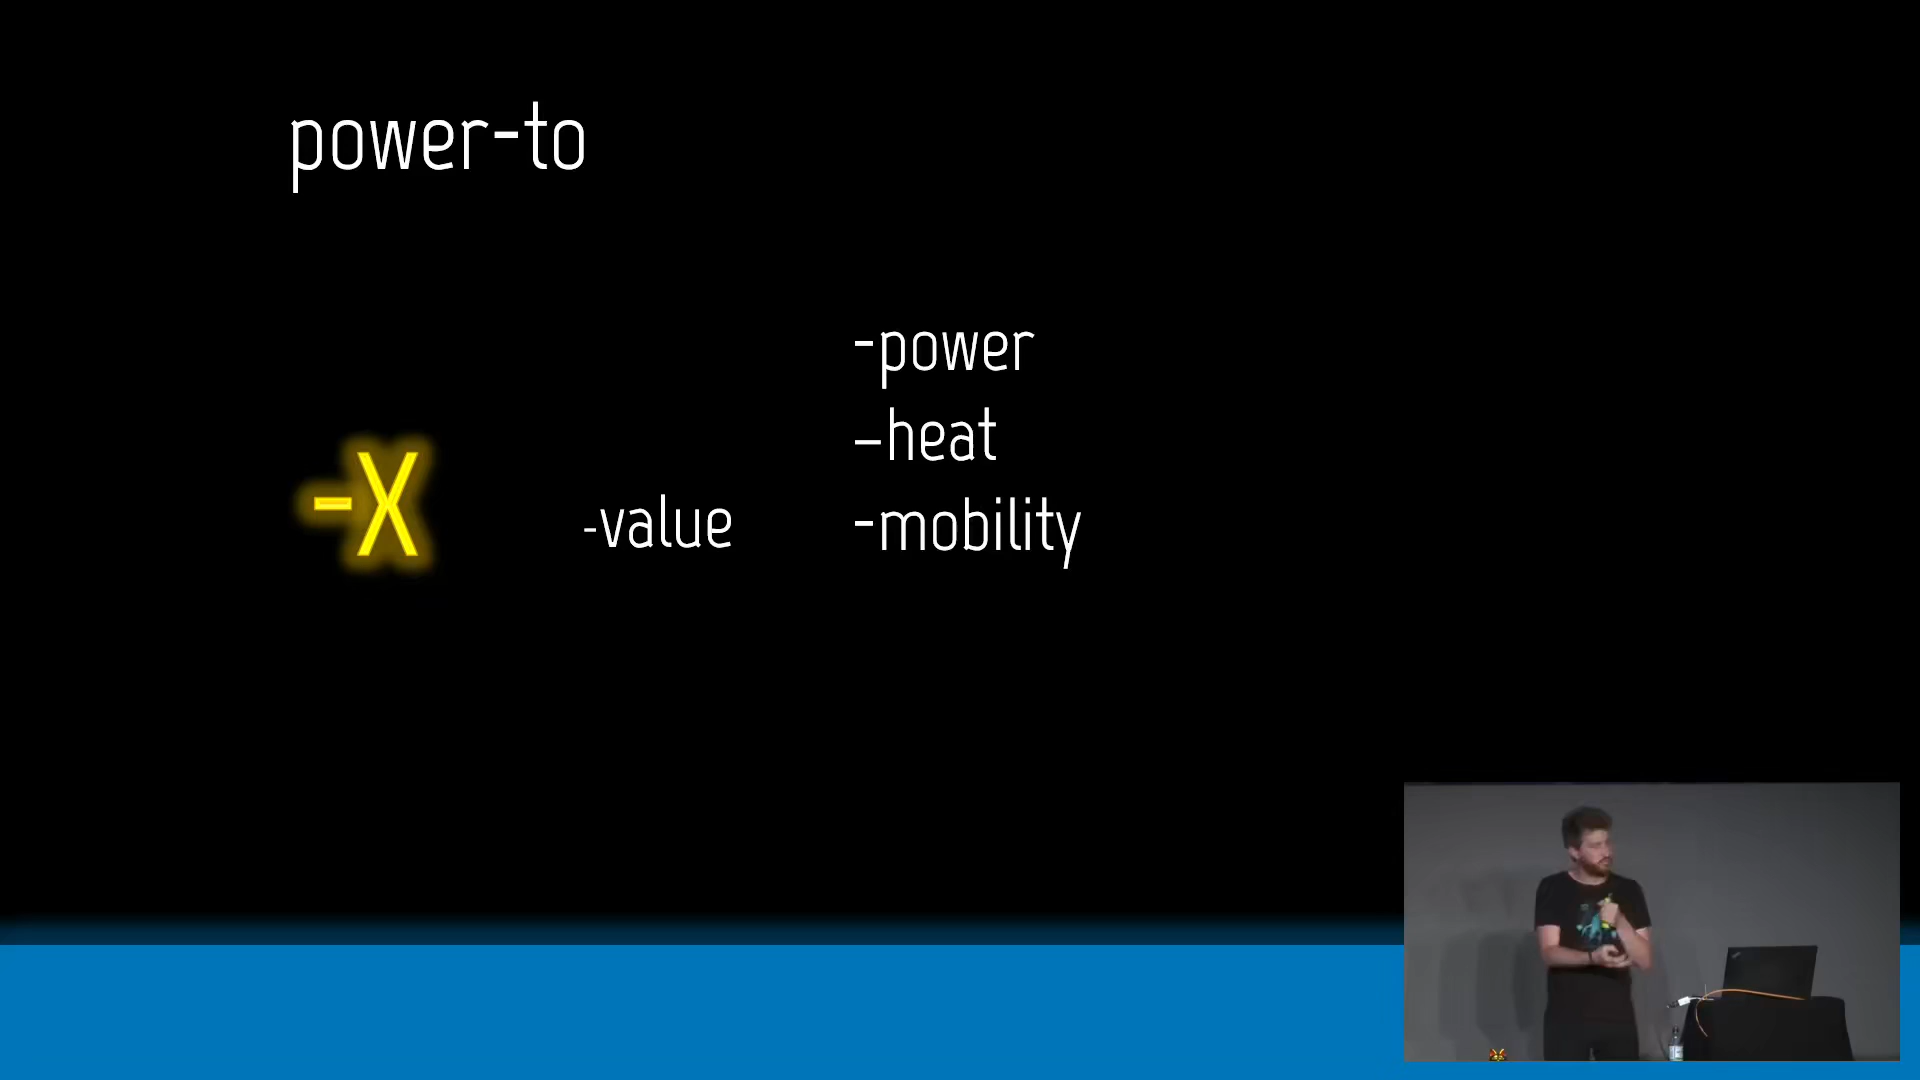 power-to
-power
–heat
-X
-value
-mobility